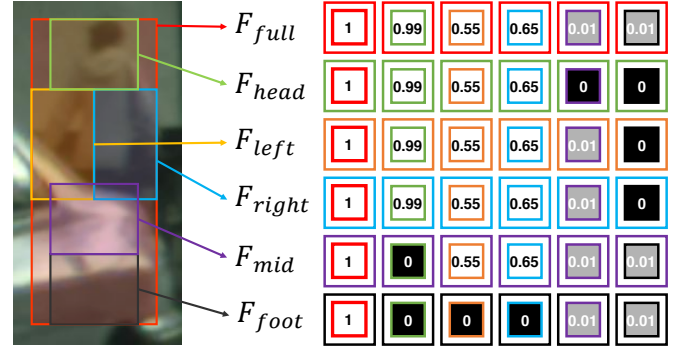 F_full 1 0.99 0.55 0.65 0.01 0.01
F_head 1 0.99 0.55 0.65 0 0
F_left 1 0.99 0.55 0.65 0.01 0
F_right 1 0.99 0.55 0.65 0.01 0
F_mid 1 0 0.55 0.65 0.01 0.01
F_foot 1 0 0 0 0.01 0.01